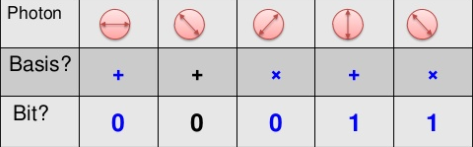 Photon
Basis? + + × + ×
Bit? 0 0 0 1 1